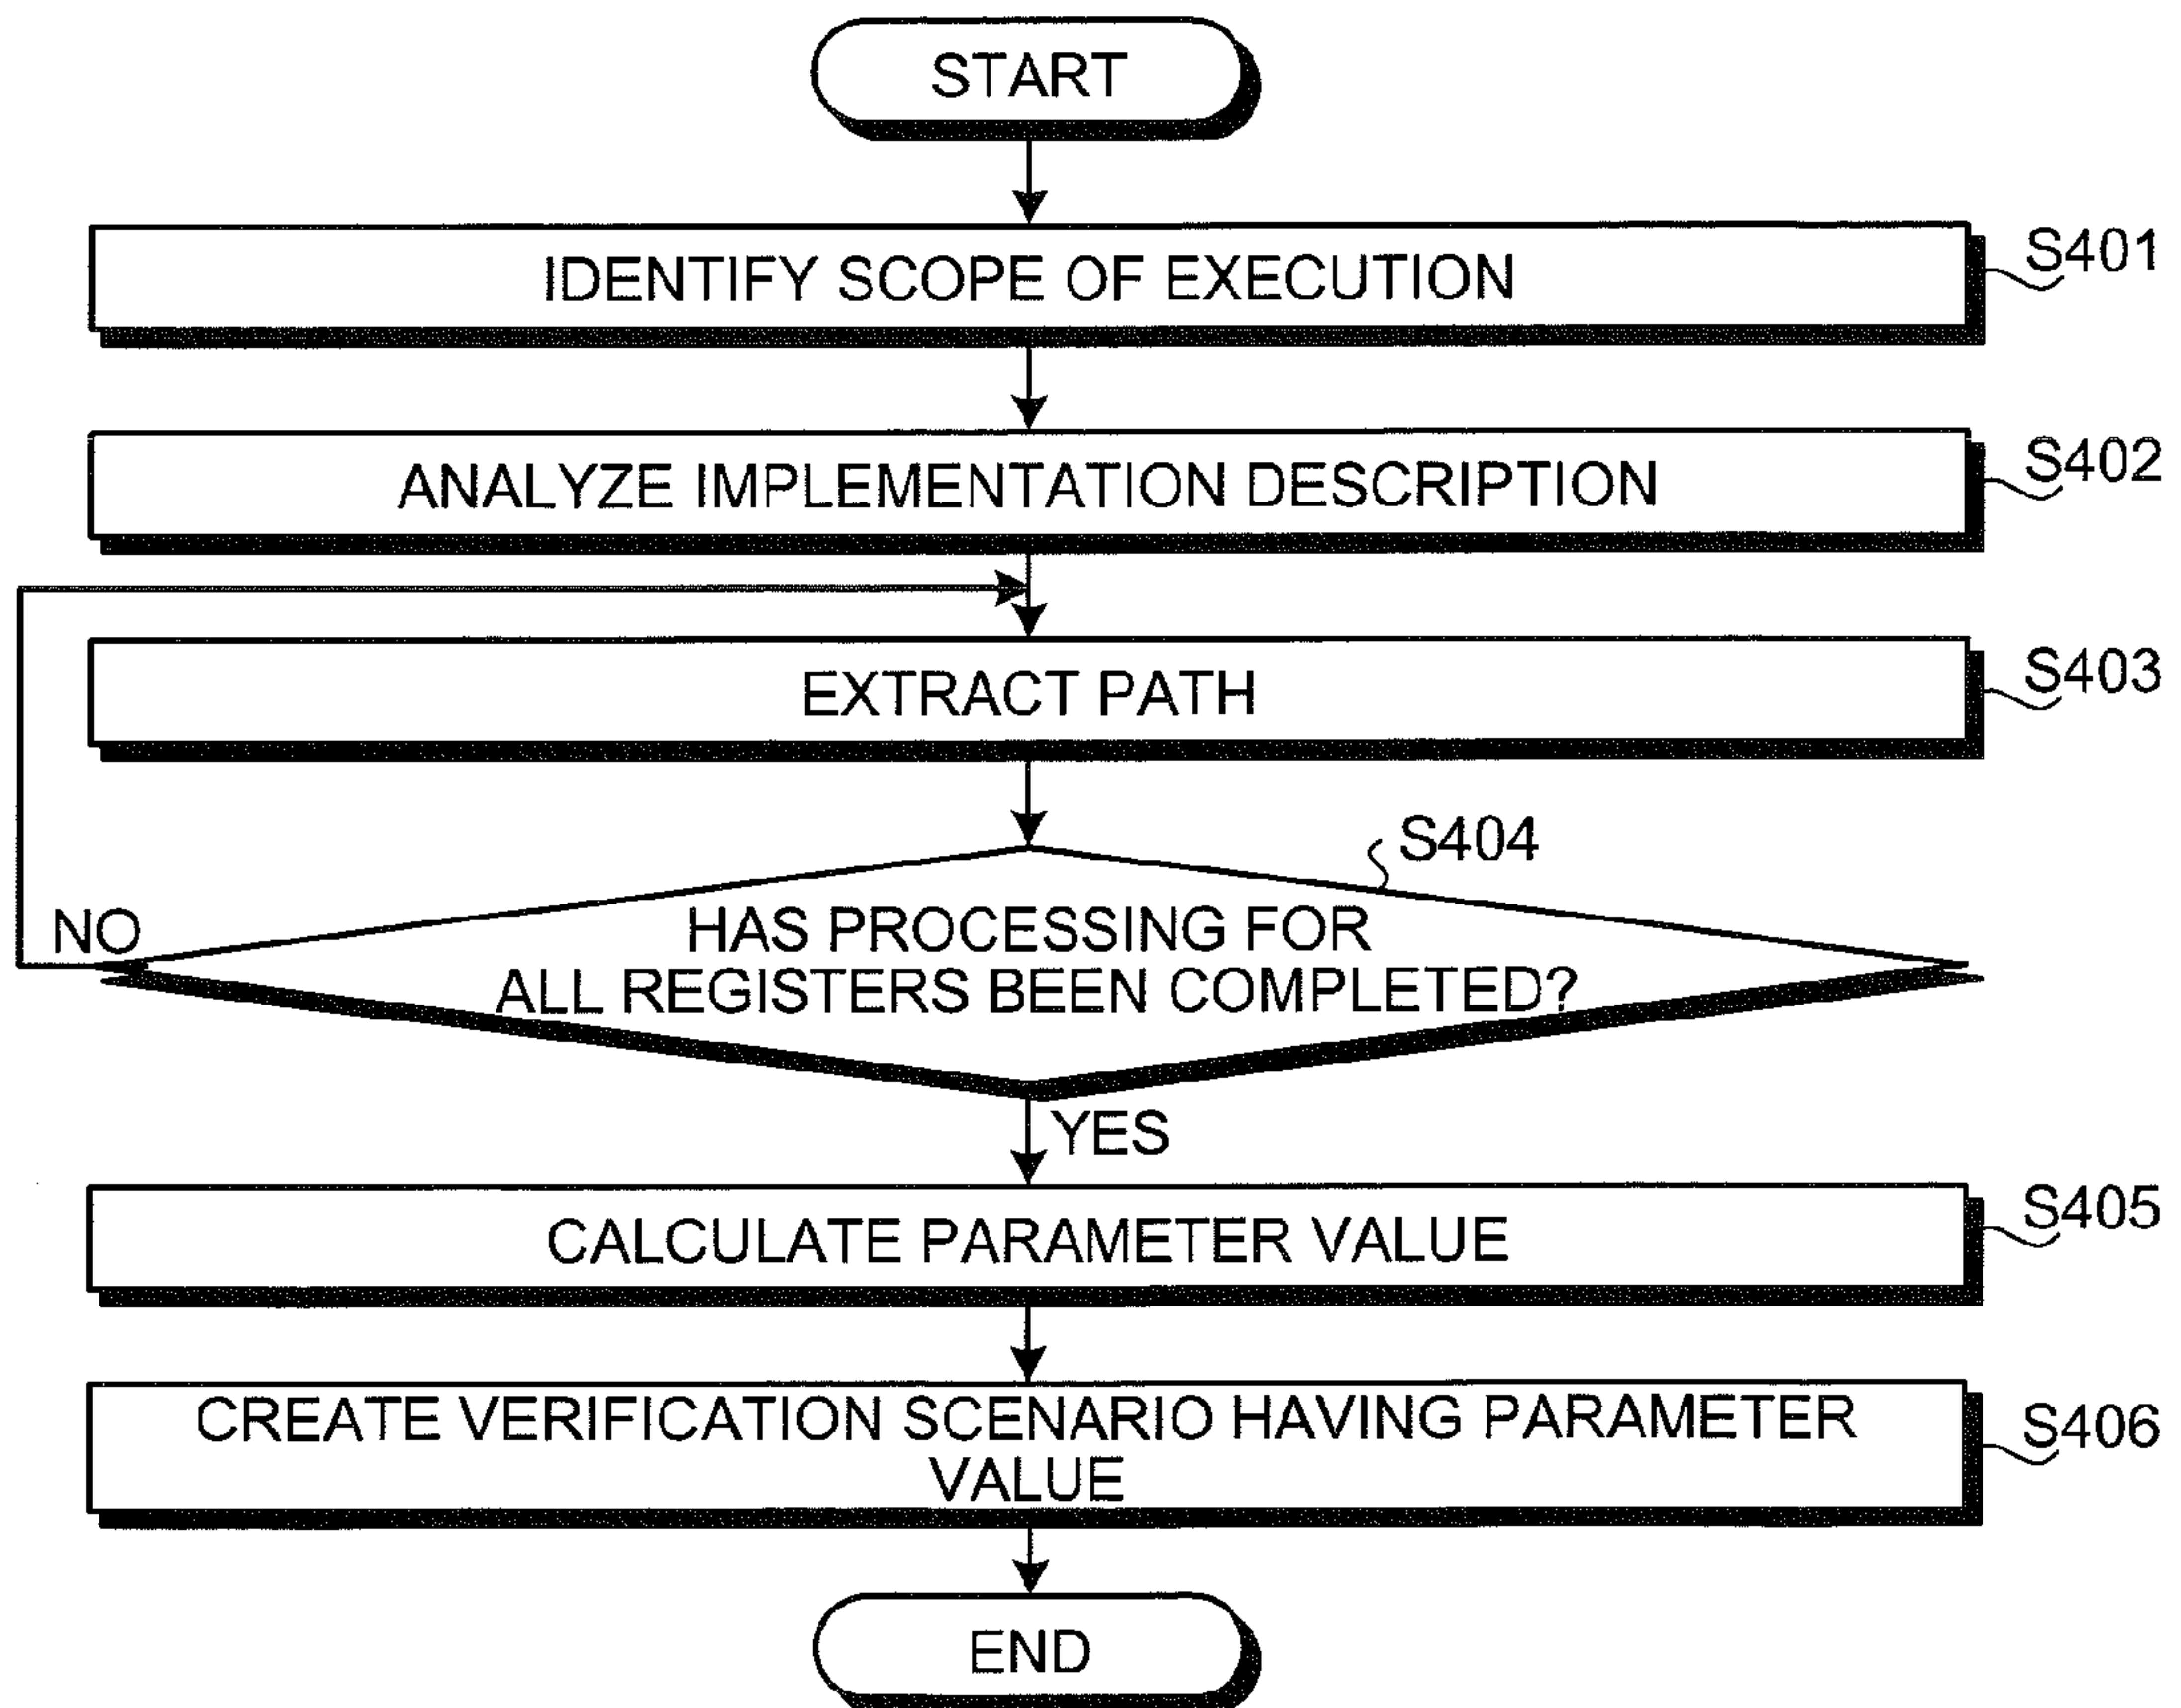 START
IDENTIFY SCOPE OF EXECUTION
S401
ANALYZE IMPLEMENTATION DESCRIPTION
S402
EXTRACT PATH
S403
S404
NO
HAS PROCESSING FOR
ALL REGISTERS BEEN COMPLETED?
YES
CALCULATE PARAMETER VALUE
S405
CREATE VERIFICATION SCENARIO HAVING PARAMETER
VALUE
S406
END